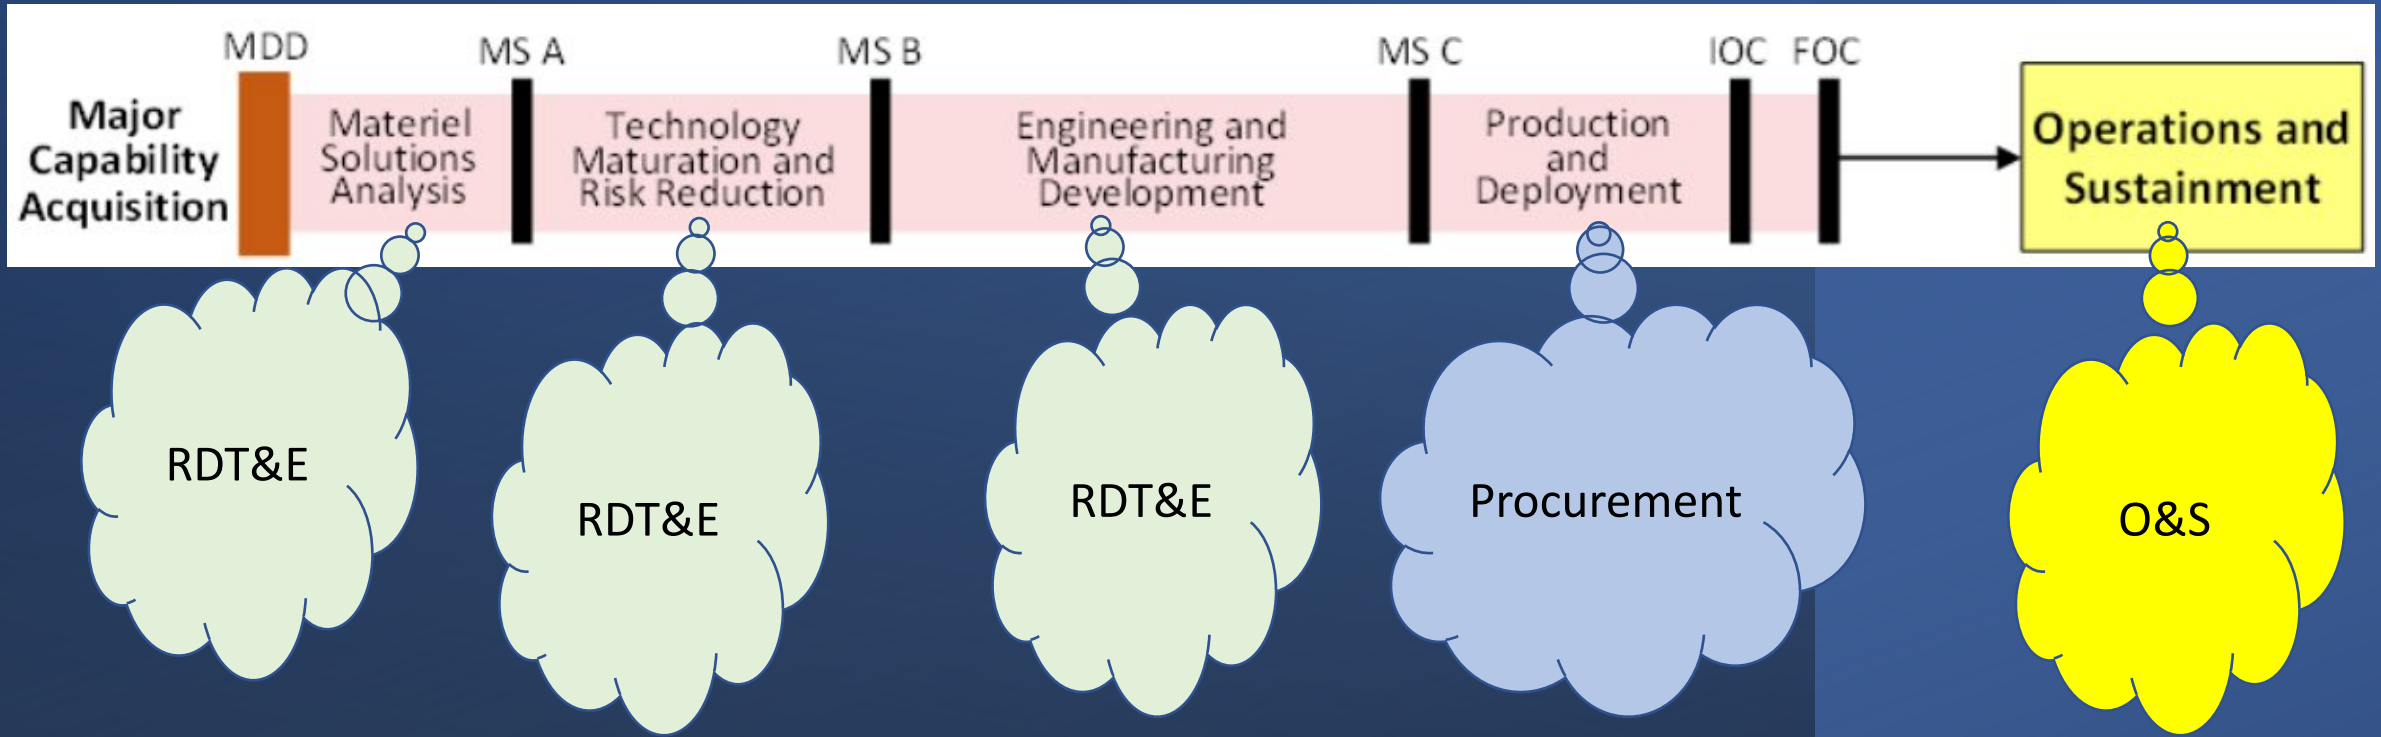 MDD
MS A
MS B
MS C
IOC
FOC
Major
Capability
Acquisition
Materiel
Solutions
Analysis
Technology
Maturation and
Risk Reduction
Engineering and
Manufacturing
Development
Production
and
Deployment
Operations and
Sustainment
RDT&E
RDT&E
RDT&E
Procurement
O&S